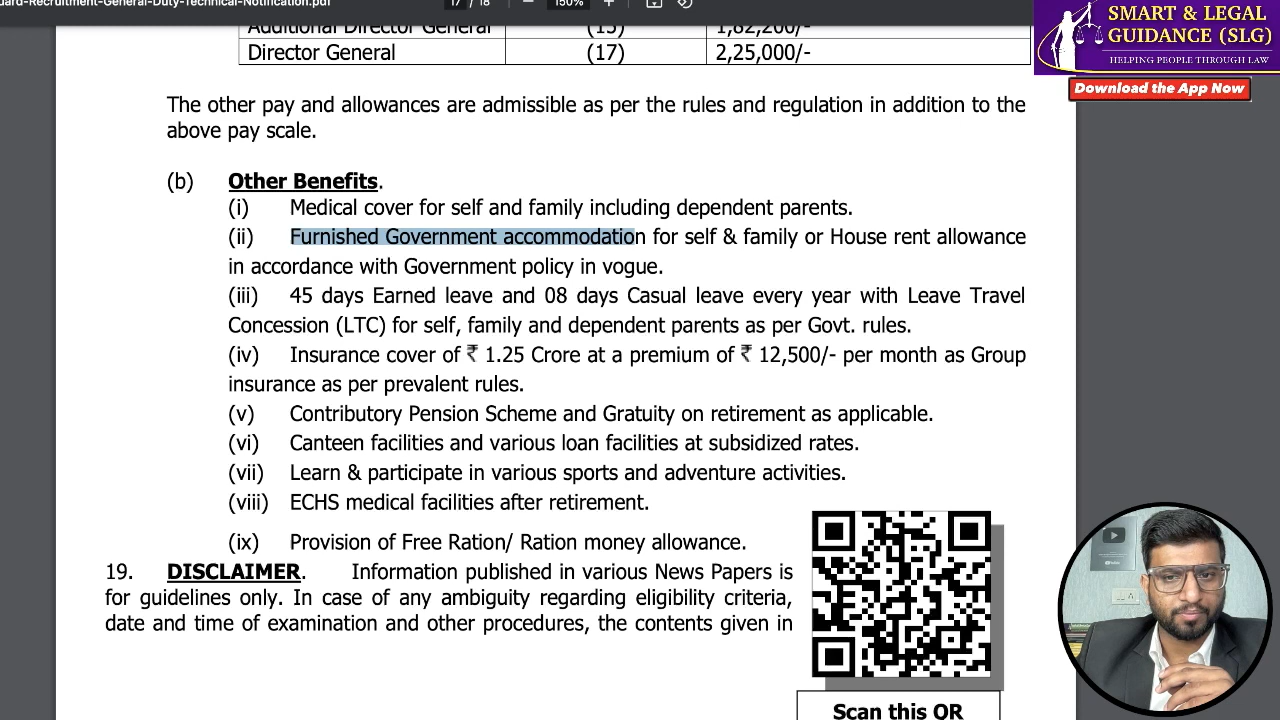 uard-Recruitment-General-Duty-Technical-Notification.pdf
17 / 18
150%
SMART & LEGAL
GUIDANCE (SLG)
HELPING PEOPLE THROUGH LAW
Download the App Now
Additional Director General (15) 1,82,200/-
Director General (17) 2,25,000/-
The other pay and allowances are admissible as per the rules and regulation in addition to the
above pay scale.
(b) Other Benefits.
(i) Medical cover for self and family including dependent parents.
(ii) Furnished Government accommodation for self & family or House rent allowance
in accordance with Government policy in vogue.
(iii) 45 days Earned leave and 08 days Casual leave every year with Leave Travel
Concession (LTC) for self, family and dependent parents as per Govt. rules.
(iv) Insurance cover of ₹ 1.25 Crore at a premium of ₹ 12,500/- per month as Group
insurance as per prevalent rules.
(v) Contributory Pension Scheme and Gratuity on retirement as applicable.
(vi) Canteen facilities and various loan facilities at subsidized rates.
(vii) Learn & participate in various sports and adventure activities.
(viii) ECHS medical facilities after retirement.
(ix) Provision of Free Ration/ Ration money allowance.
19. DISCLAIMER. Information published in various News Papers is
for guidelines only. In case of any ambiguity regarding eligibility criteria,
date and time of examination and other procedures, the contents given in
Scan this QR